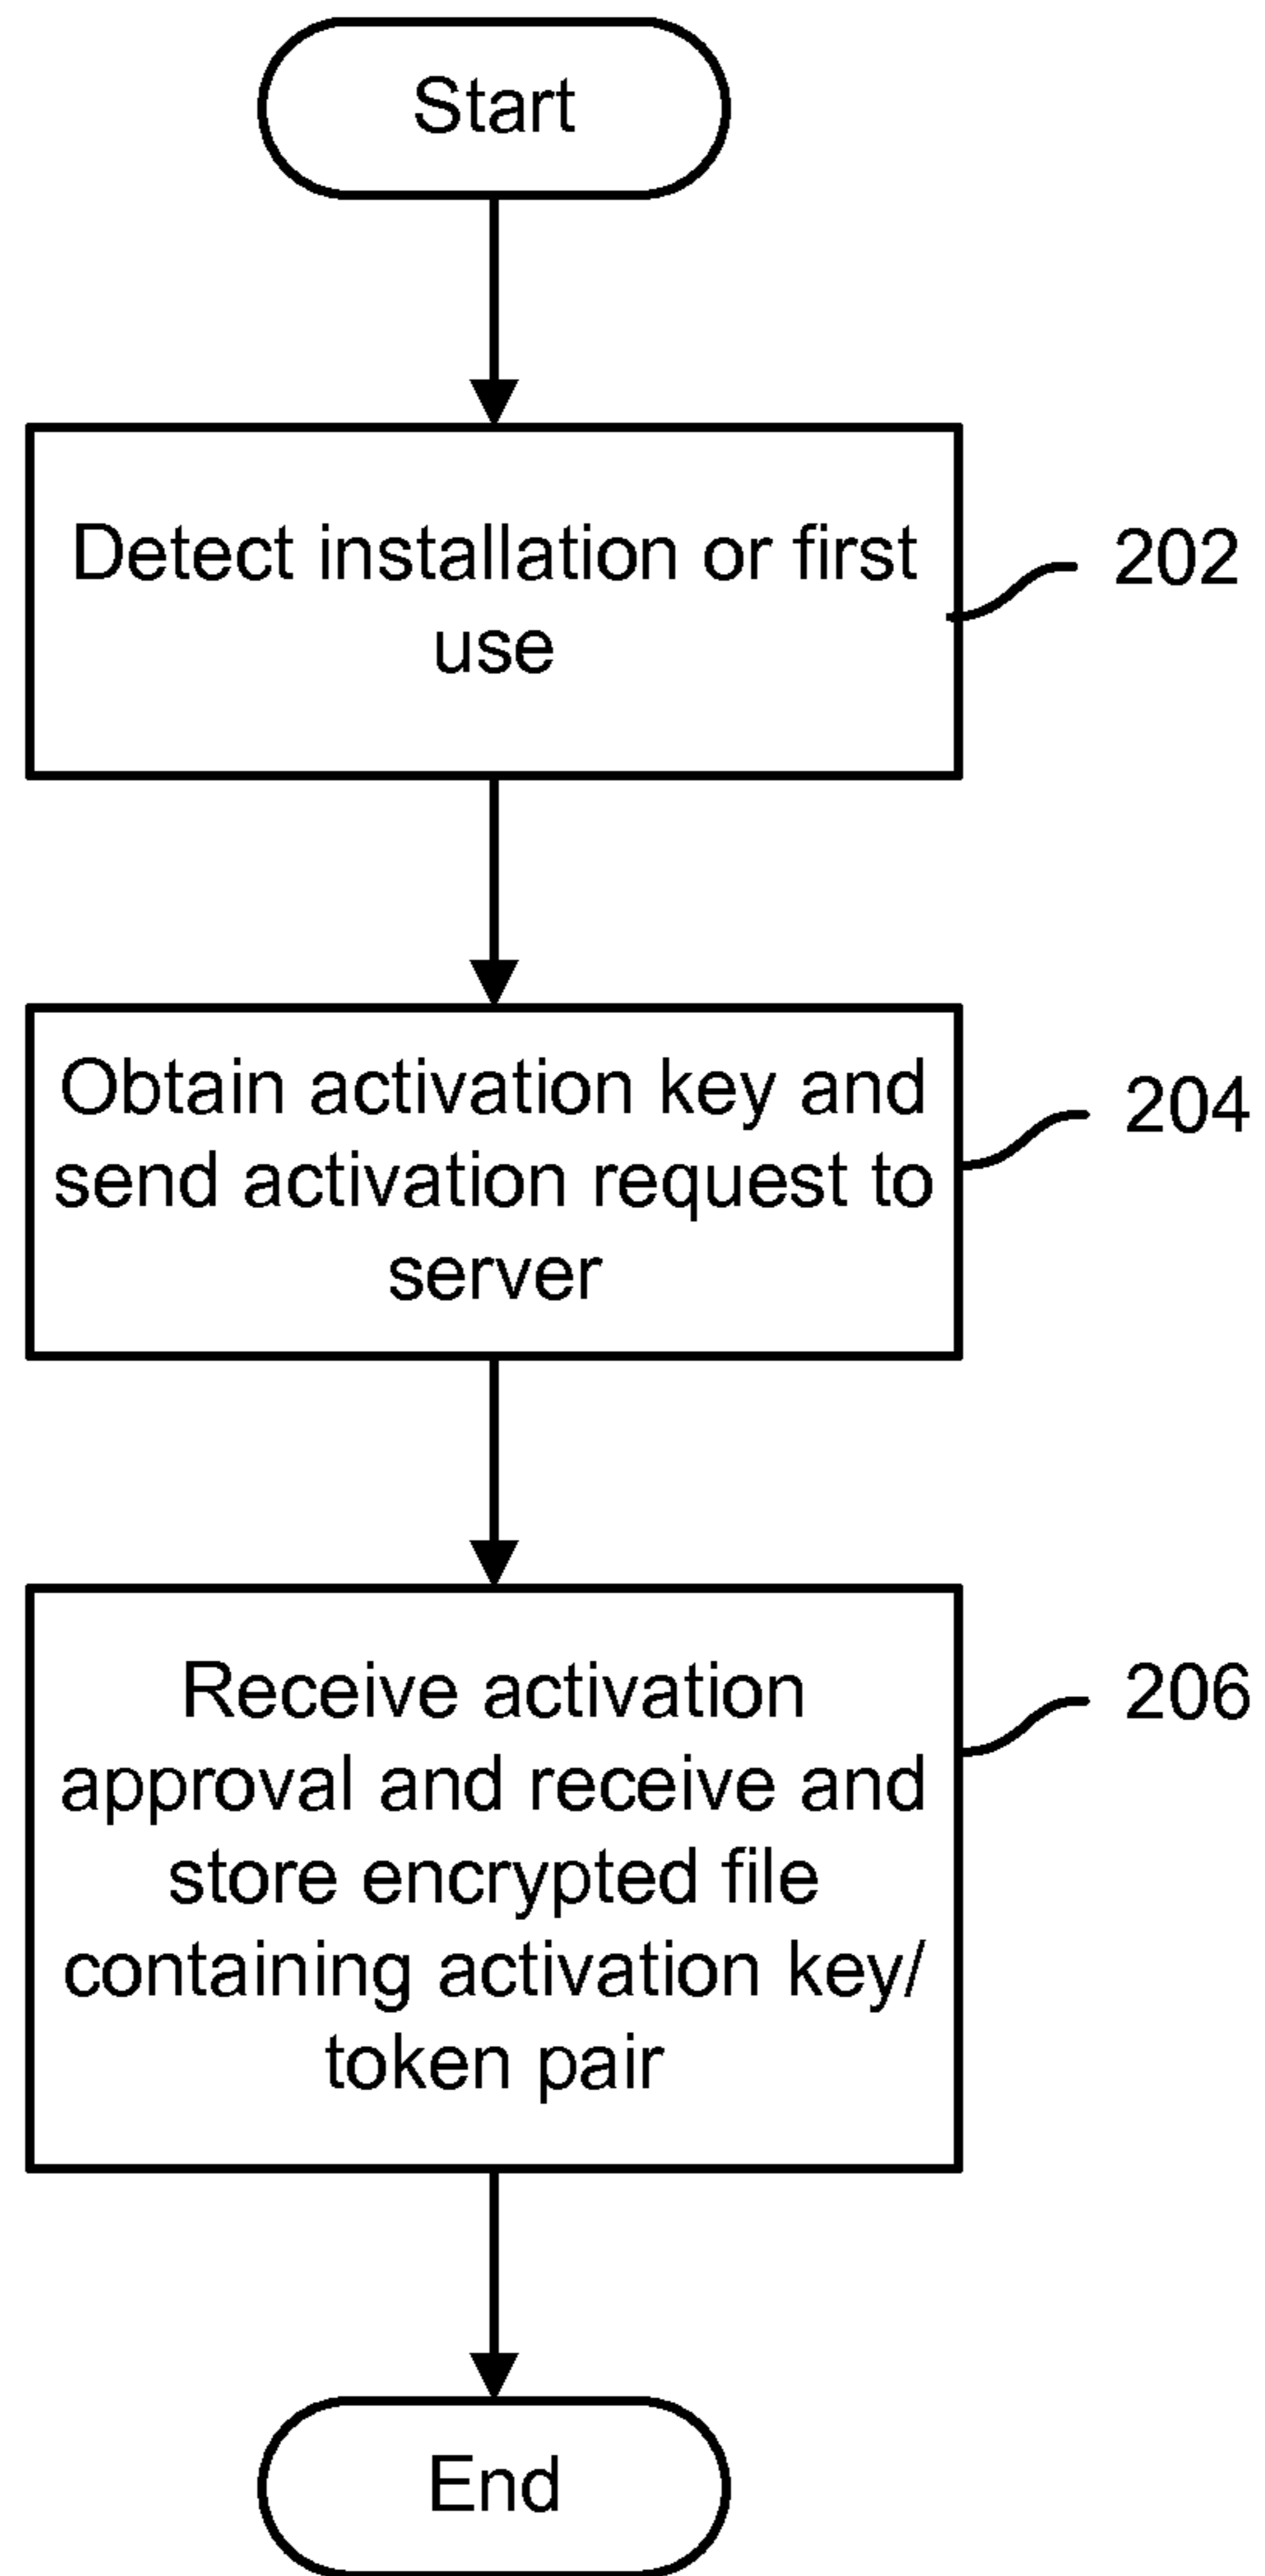 Start
Detect installation or first
use
202
Obtain activation key and
send activation request to
server
204
Receive activation
approval and receive and
store encrypted file
containing activation key/
token pair
206
End